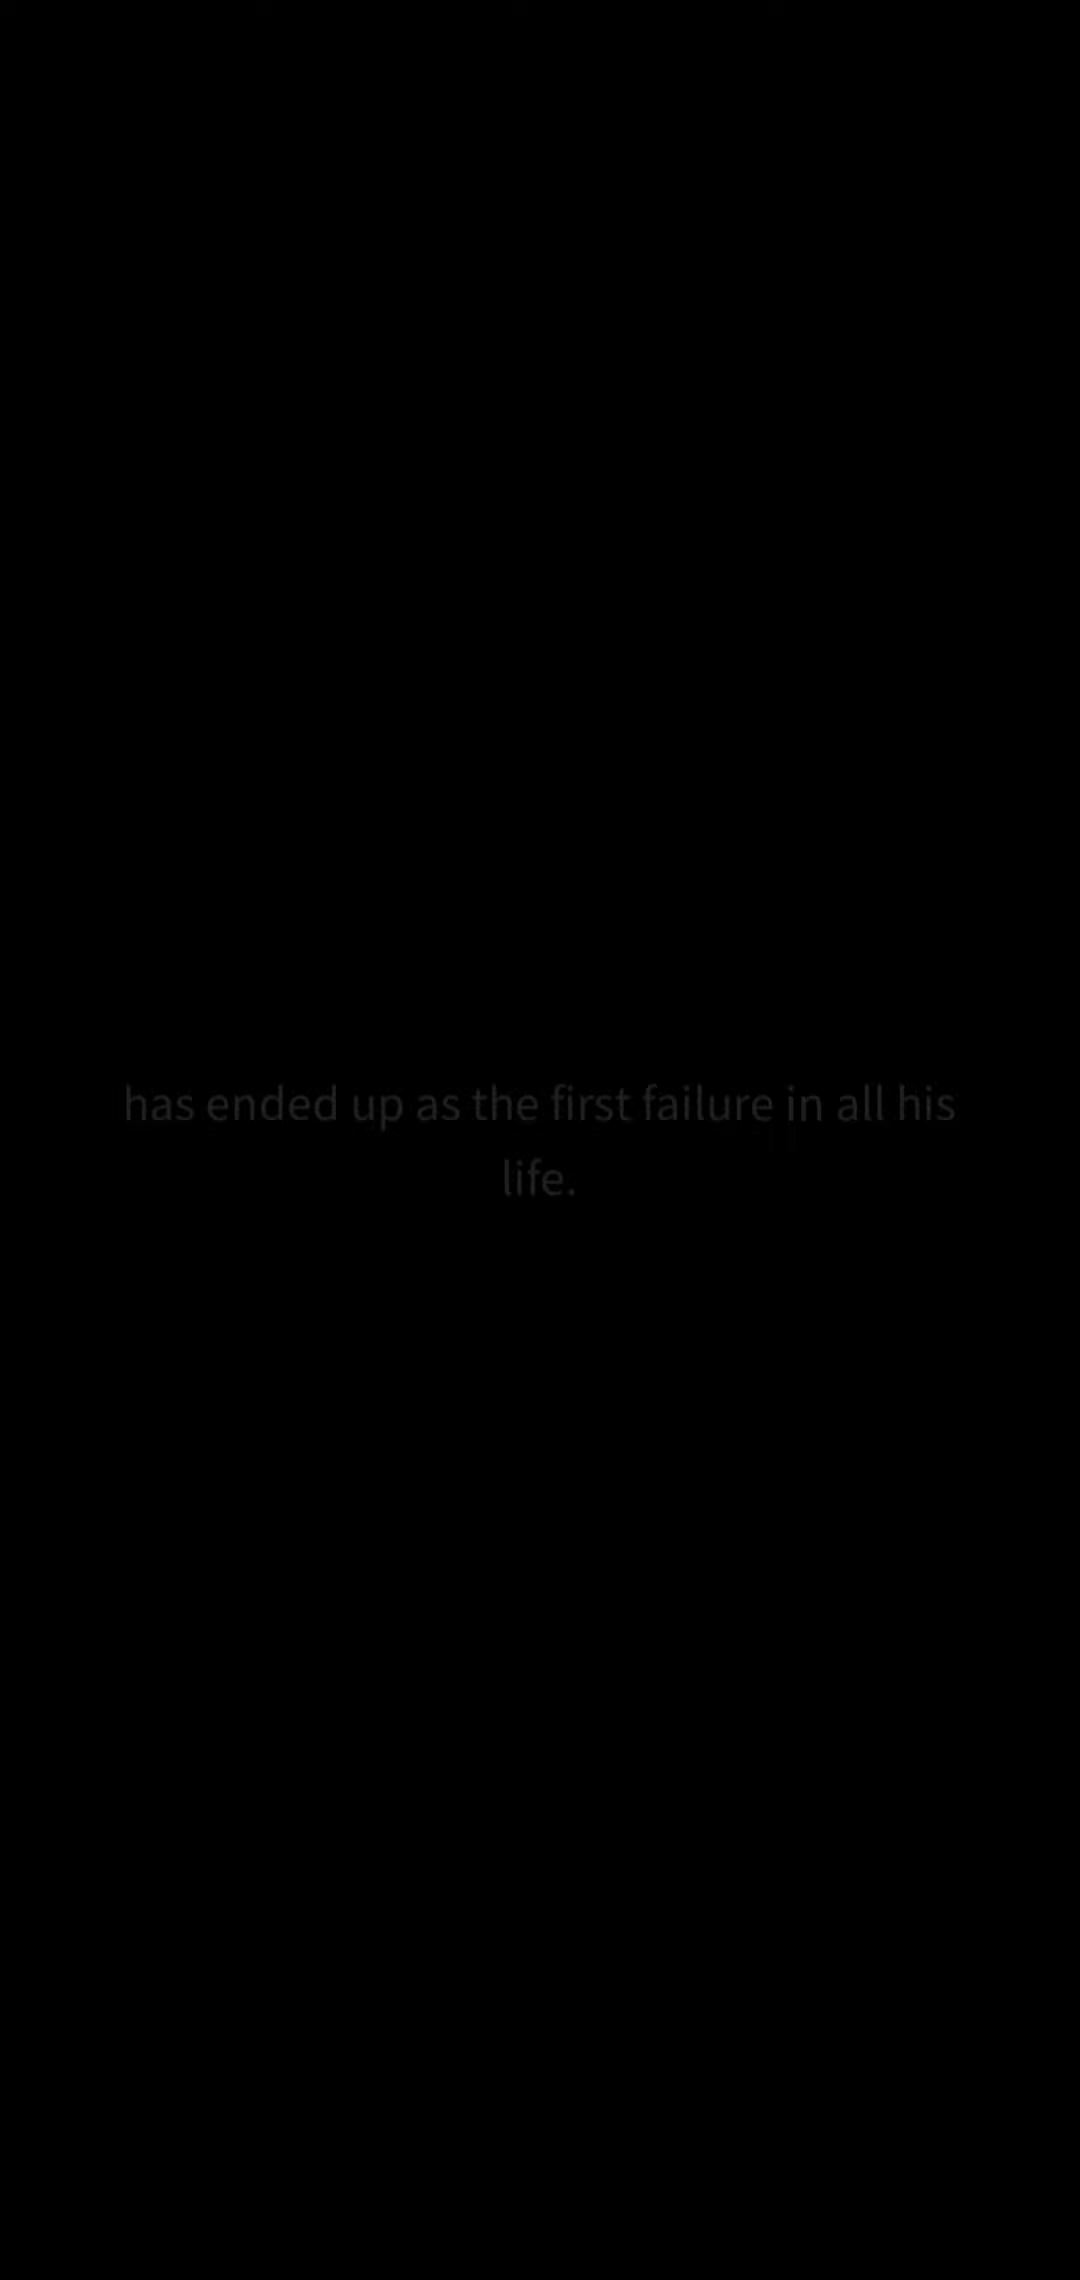 has ended up as the first failure in all his
life.